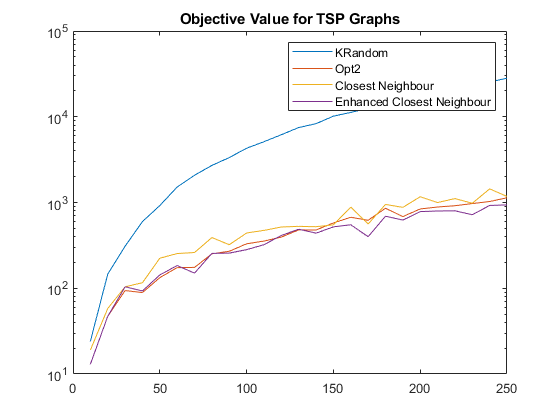 Objective Value for TSP Graphs
10^5
KRandom
Opt2
Closest Neighbour
Enhanced Closest Neighbour
10^4
10^3
10^2
10^1
0 50 100 150 200 250